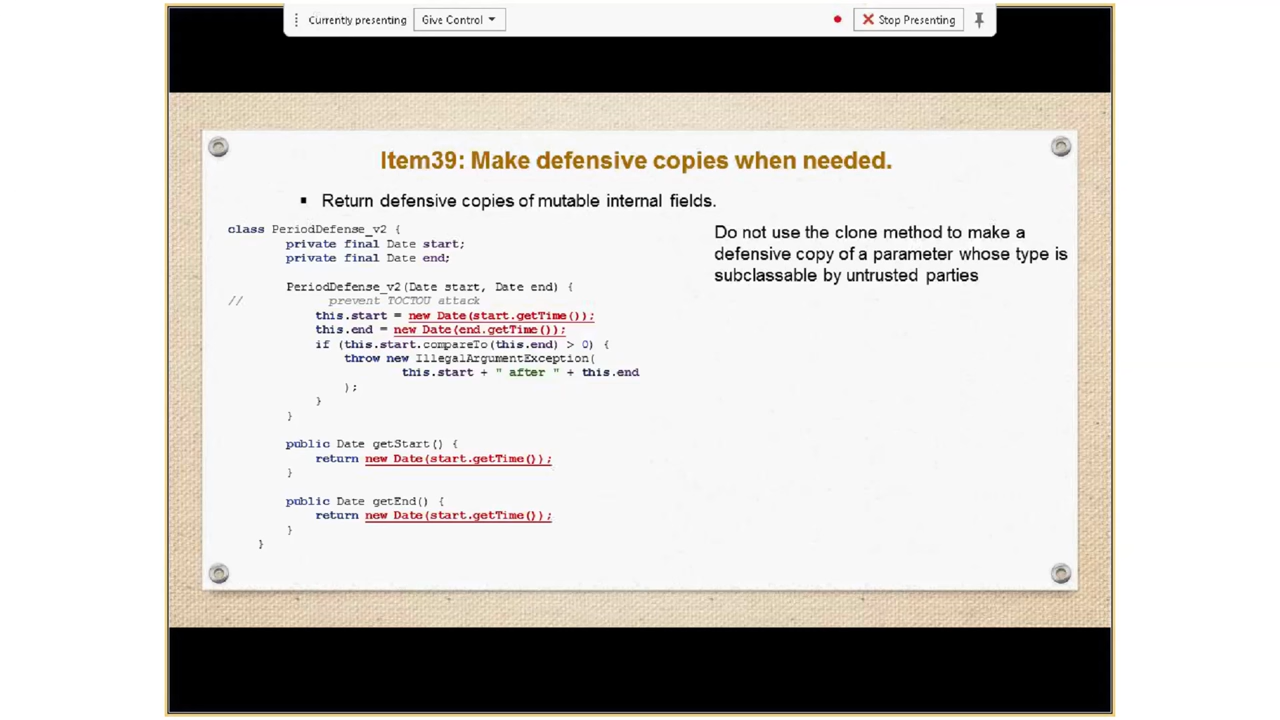 Currently presenting
Give Control
Stop Presenting
Item39: Make defensive copies when needed.
▪ Return defensive copies of mutable internal fields.
class PeriodDefense_v2 {
private final Date start;
private final Date end;
PeriodDefense_v2(Date start, Date end) {
// prevent TOCTOU attack
this.start = new Date(start.getTime());
this.end = new Date(end.getTime());
if (this.start.compareTo(this.end) > 0) {
throw new IllegalArgumentException(
this.start + " after " + this.end
);
}
}
public Date getStart() {
return new Date(start.getTime());
}
public Date getEnd() {
return new Date(start.getTime());
}
}
Do not use the clone method to make a
defensive copy of a parameter whose type is
subclassable by untrusted parties